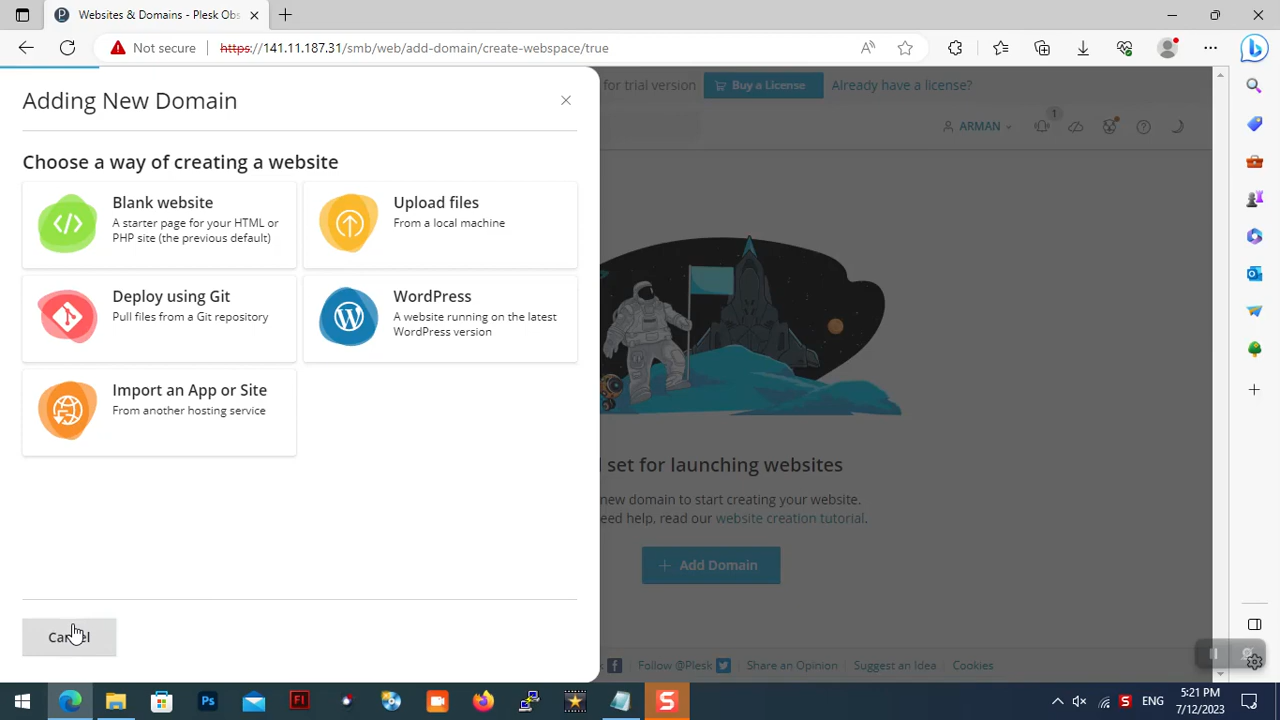 Websites & Domains - Plesk Obs
Not secure
https://141.11.187.31/smb/web/add-domain/create-webspace/true
for trial version
Buy a License
Already have a license?
ARMAN
1
Adding New Domain
Choose a way of creating a website
Blank website
A starter page for your HTML or
PHP site (the previous default)
Upload files
From a local machine
Deploy using Git
Pull files from a Git repository
WordPress
A website running on the latest
WordPress version
Import an App or Site
From another hosting service
Cancel
set for launching websites
new domain to start creating your website.
eed help, read our website creation tutorial.
+ Add Domain
Follow @Plesk
Share an Opinion
Suggest an Idea
Cookies
ENG
5:21 PM
7/12/2023